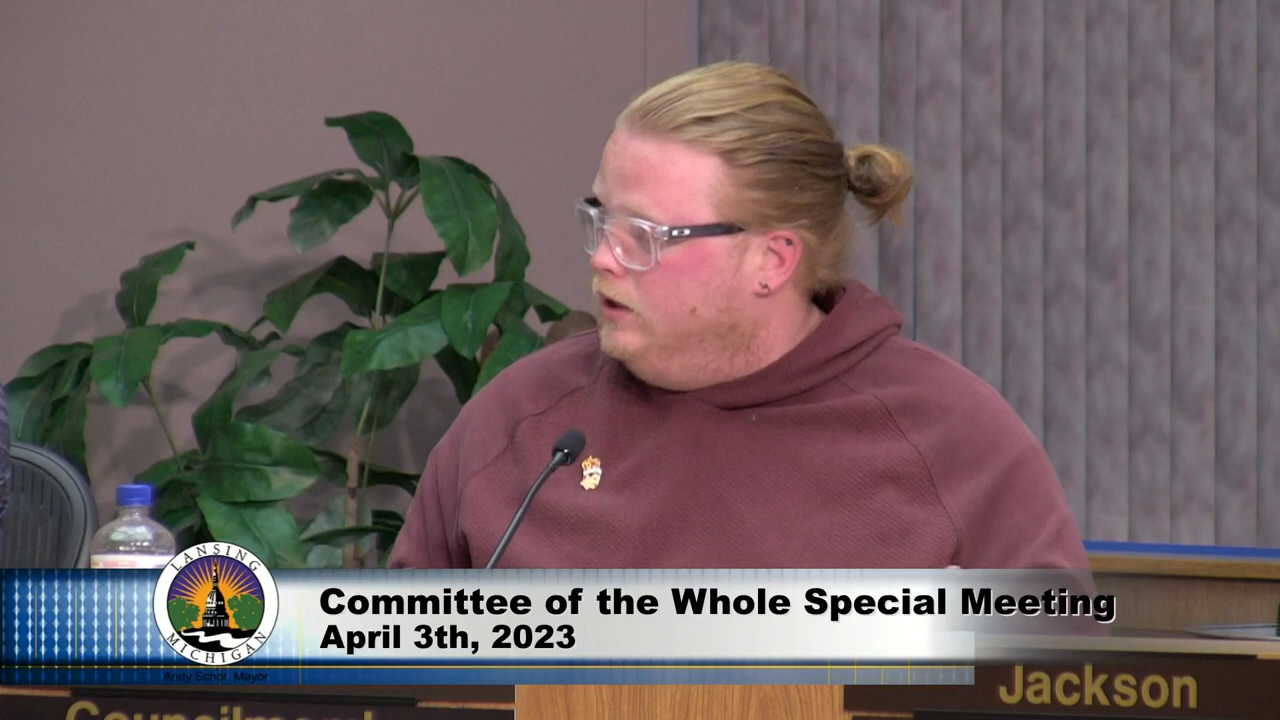 Committee of the Whole Special Meeting
April 3th, 2023
LANSING
MICHIGAN
Andy Schor, Mayor
Jackson